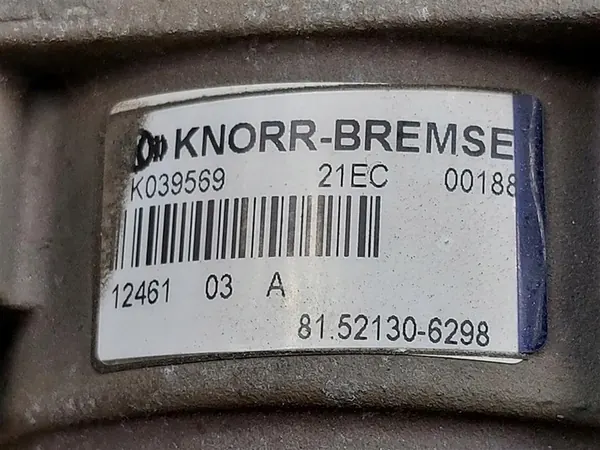 KNORR-BREMSE
K039569 21EC 00188
12461 03 A
81.52130-6298